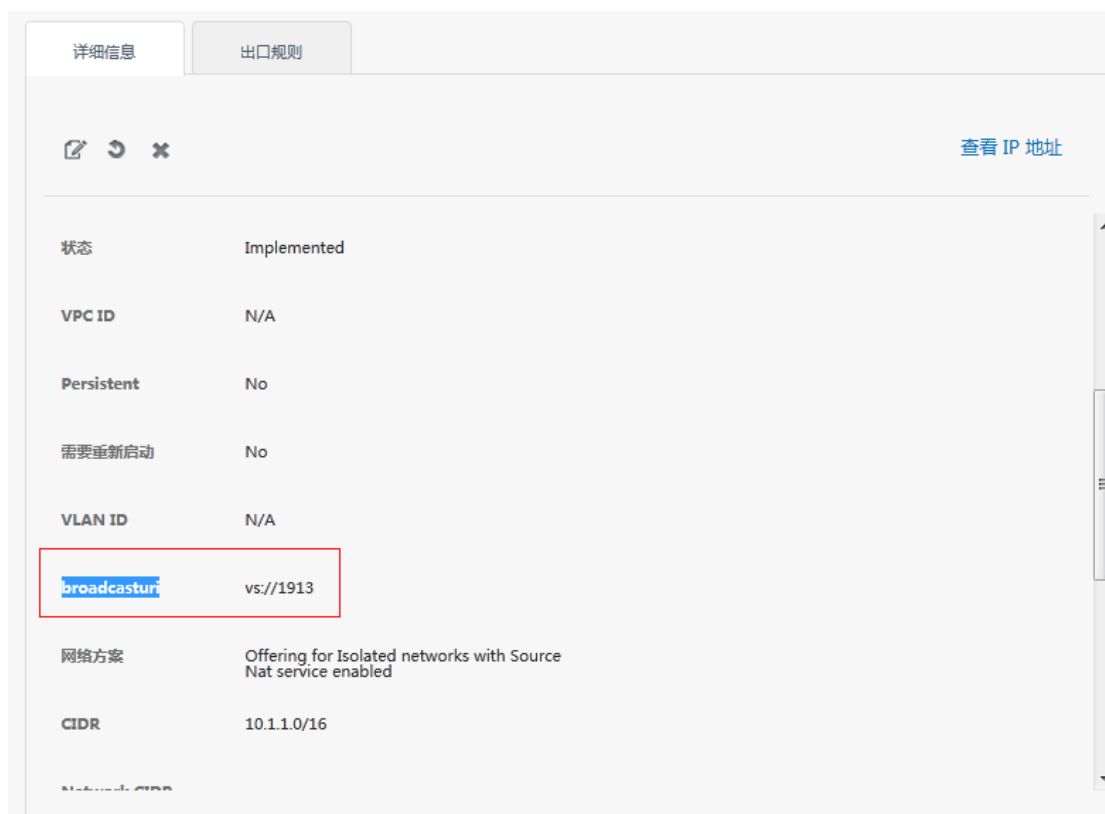 详细信息
出口规则
查看 IP 地址
状态 Implemented
VPC ID N/A
Persistent No
需要重新启动 No
VLAN ID N/A
broadcasturi vs://1913
网络方案 Offering for Isolated networks with Source
Nat service enabled
CIDR 10.1.1.0/16
Network CIDR